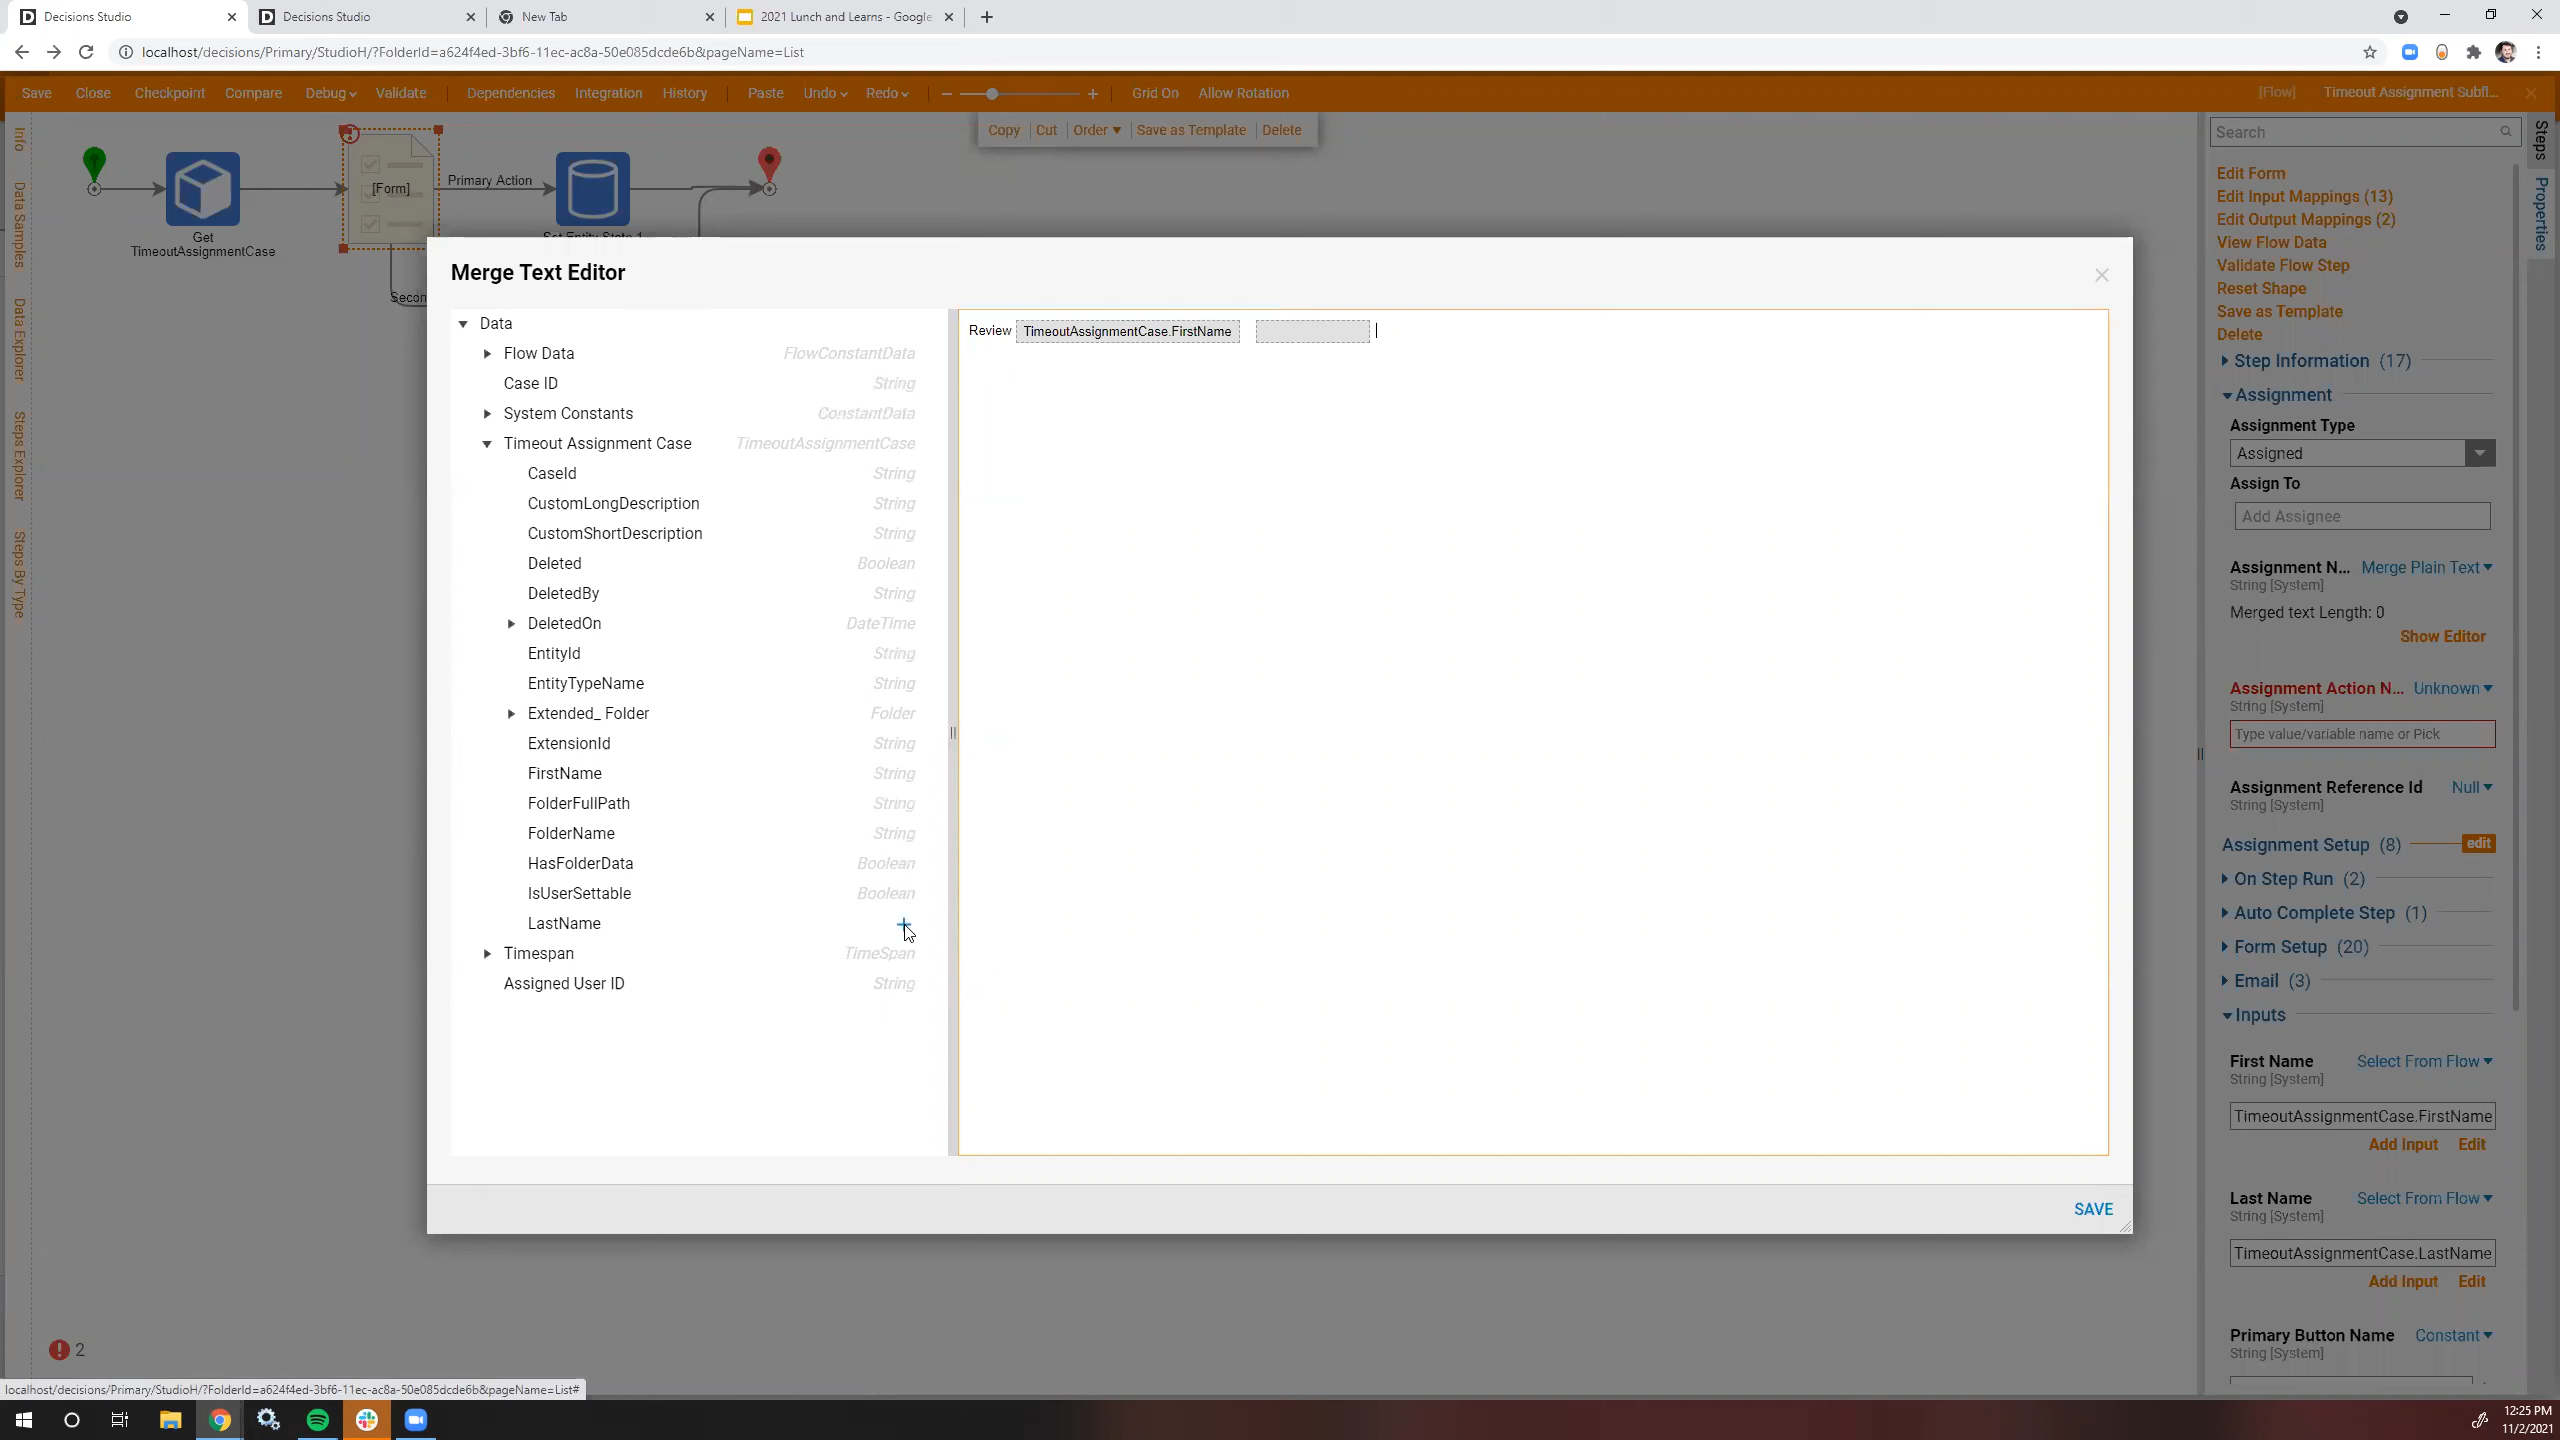 Decisions Studio
Decisions Studio
New Tab
2021 Lunch and Learns - Google
localhost/decisions/Primary/StudioH/?FolderId=a624f4ed-3bf6-11ec-ac8a-50e085dcde6b&pageName=List
Save
Close
Checkpoint
Compare
Debug
Validate
Dependencies
Integration
History
Paste
Undo
Redo
Grid On
Allow Rotation
[Flow]
Timeout Assignment Subfl...
Copy
Cut
Order
Save as Template
Delete
Info
Data Samples
Data Explorer
Steps Explorer
Steps By Type
Get
TimeoutAssignmentCase
[Form]
Primary Action
Secon
Merge Text Editor
Data
Flow Data FlowConstantData
Case ID String
System Constants ConstantData
Timeout Assignment Case TimeoutAssignmentCase
CaseId String
CustomLongDescription String
CustomShortDescription String
Deleted Boolean
DeletedBy String
DeletedOn DateTime
EntityId String
EntityTypeName String
Extended_ Folder Folder
ExtensionId String
FirstName String
FolderFullPath String
FolderName String
HasFolderData Boolean
IsUserSettable Boolean
LastName
Timespan TimeSpan
Assigned User ID String
Review TimeoutAssignmentCase.FirstName
SAVE
Search
Steps
Properties
Edit Form
Edit Input Mappings (13)
Edit Output Mappings (2)
View Flow Data
Validate Flow Step
Reset Shape
Save as Template
Delete
Step Information (17)
Assignment
Assignment Type
Assigned
Assign To
Add Assignee
Assignment N... Merge Plain Text
String [System]
Merged text Length: 0
Show Editor
Assignment Action N... Unknown
String [System]
Type value/variable name or Pick
Assignment Reference Id Null
String [System]
Assignment Setup (8) edit
On Step Run (2)
Auto Complete Step (1)
Form Setup (20)
Email (3)
Inputs
First Name Select From Flow
String [System]
TimeoutAssignmentCase.FirstName
Add Input Edit
Last Name Select From Flow
String [System]
TimeoutAssignmentCase.LastName
Add Input Edit
Primary Button Name Constant
String [System]
2
localhost/decisions/Primary/StudioH/?FolderId=a624f4ed-3bf6-11ec-ac8a-50e085dcde6b&pageName=List#
12:25 PM
11/2/2021